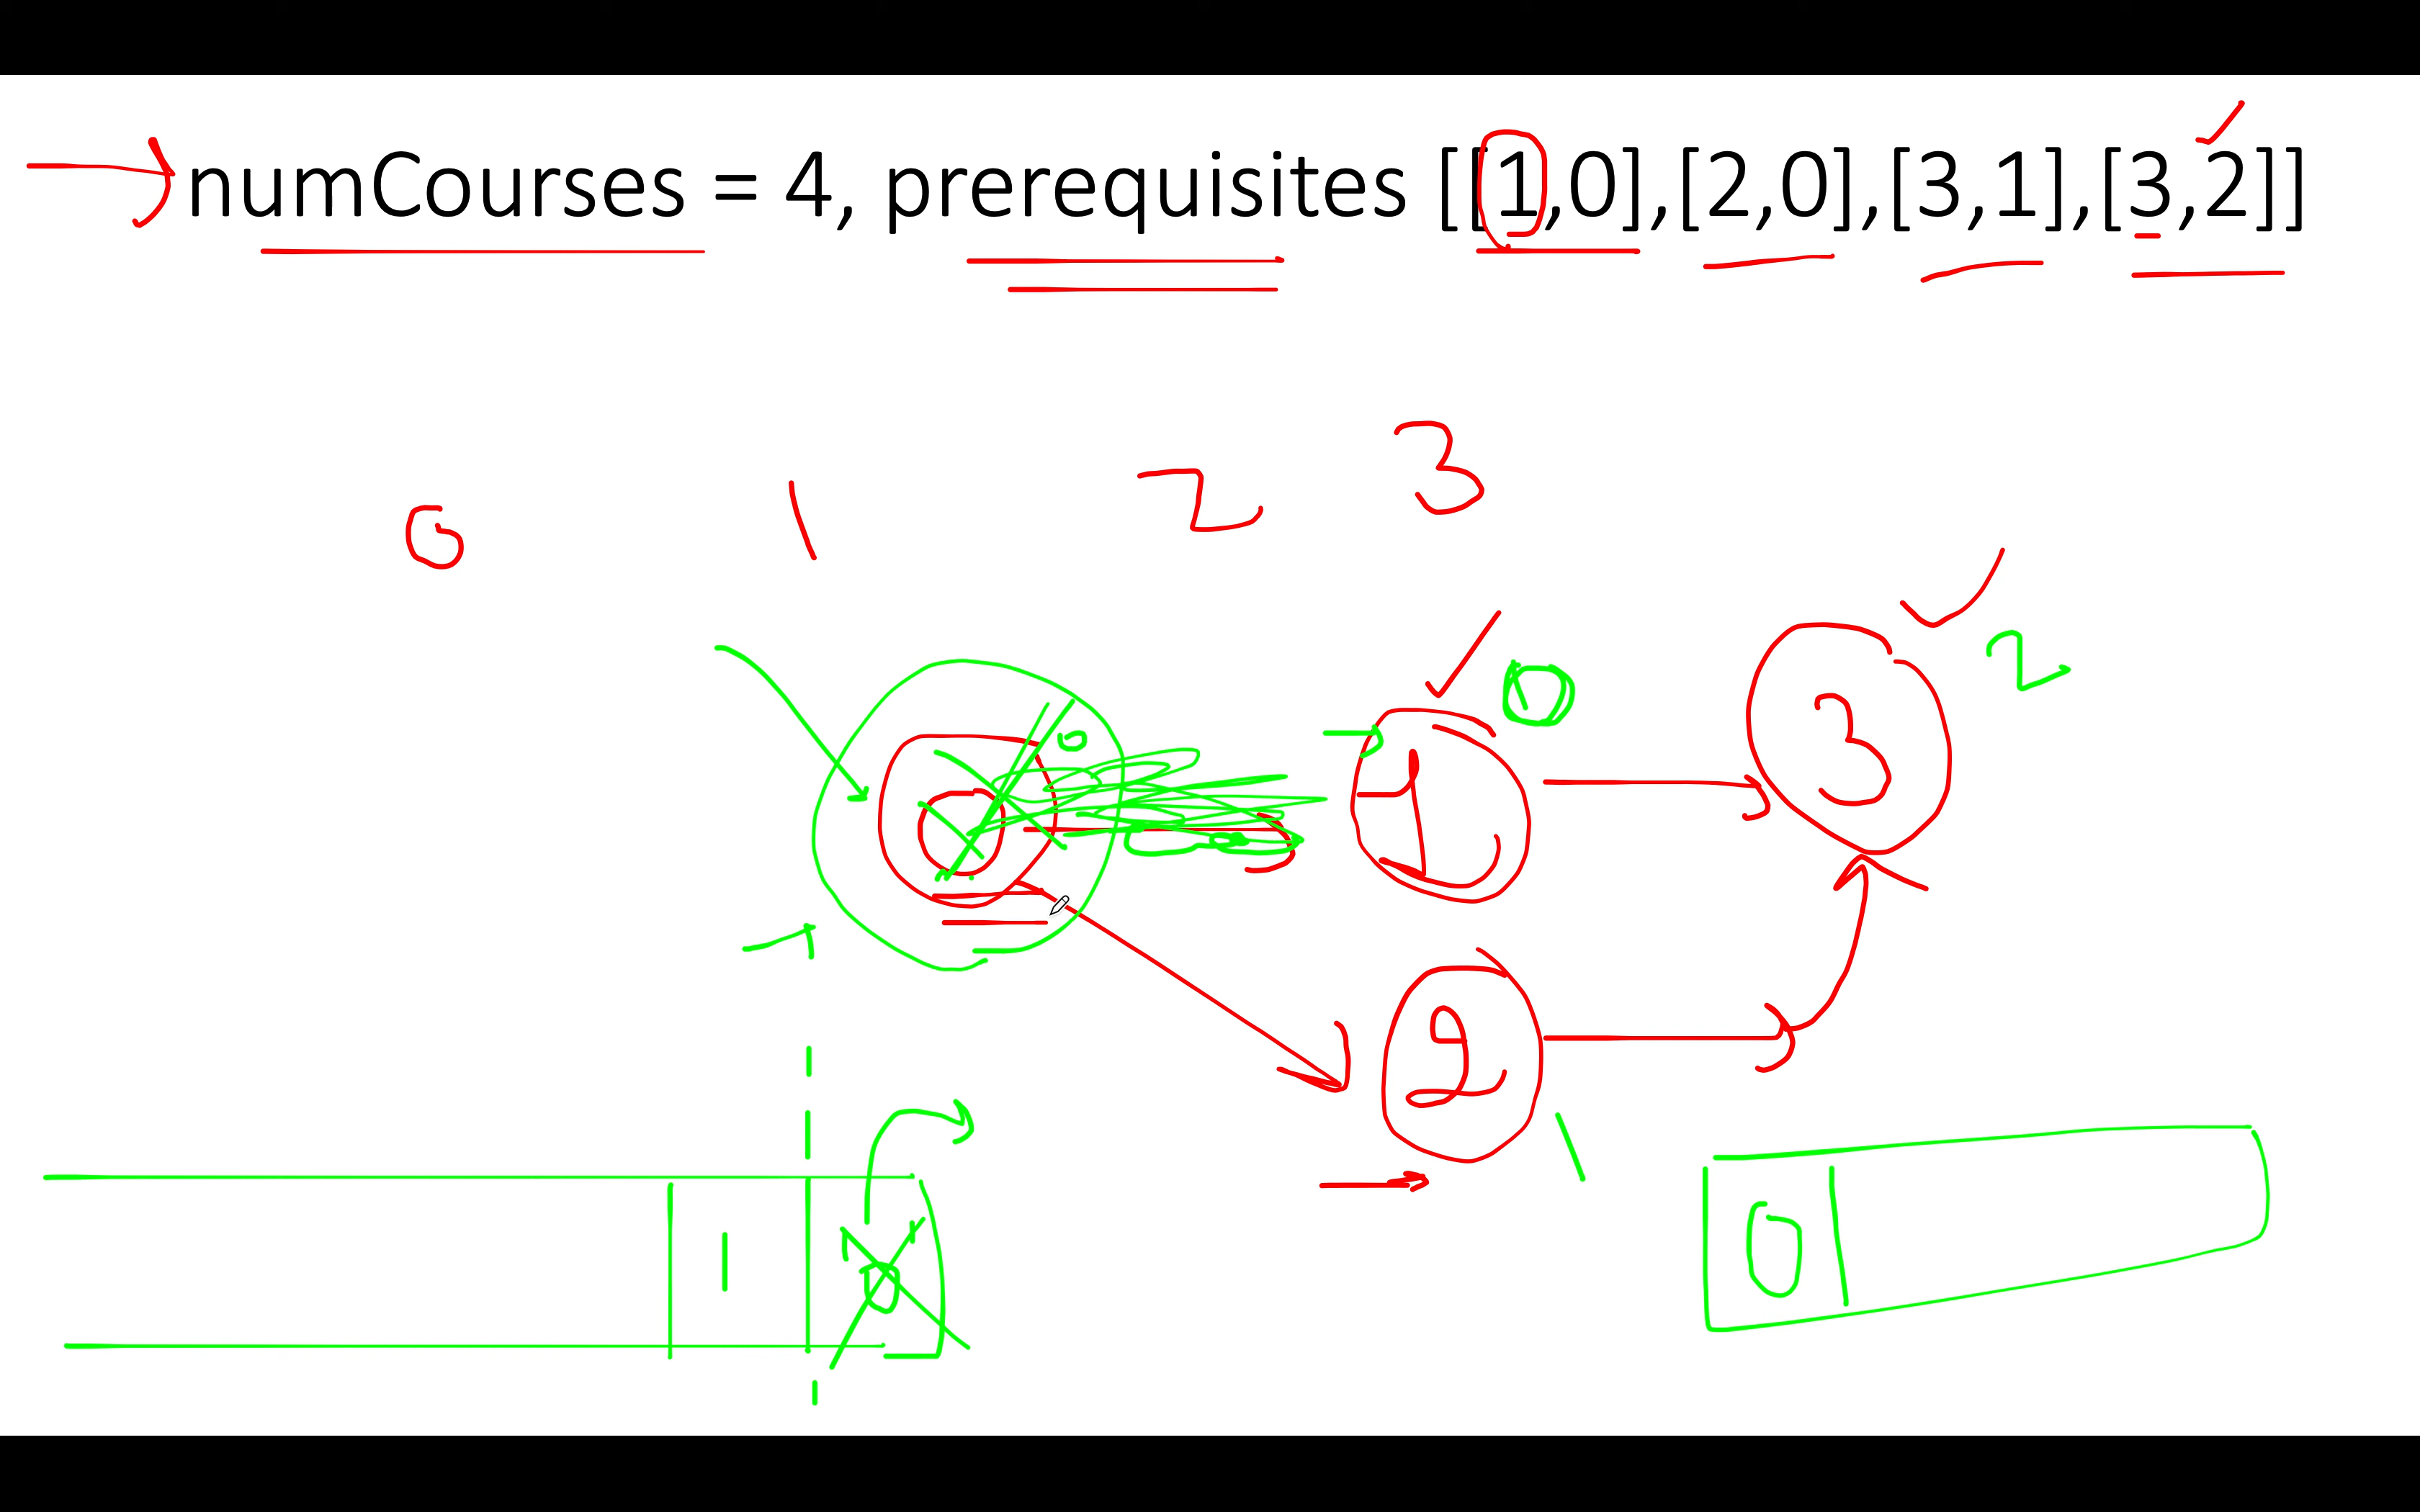 numCourses = 4, prerequisites [[1,0],[2,0],[3,1],[3,2]]
0 1 2 3
0 1 0 3 2
2 1
1 0 0